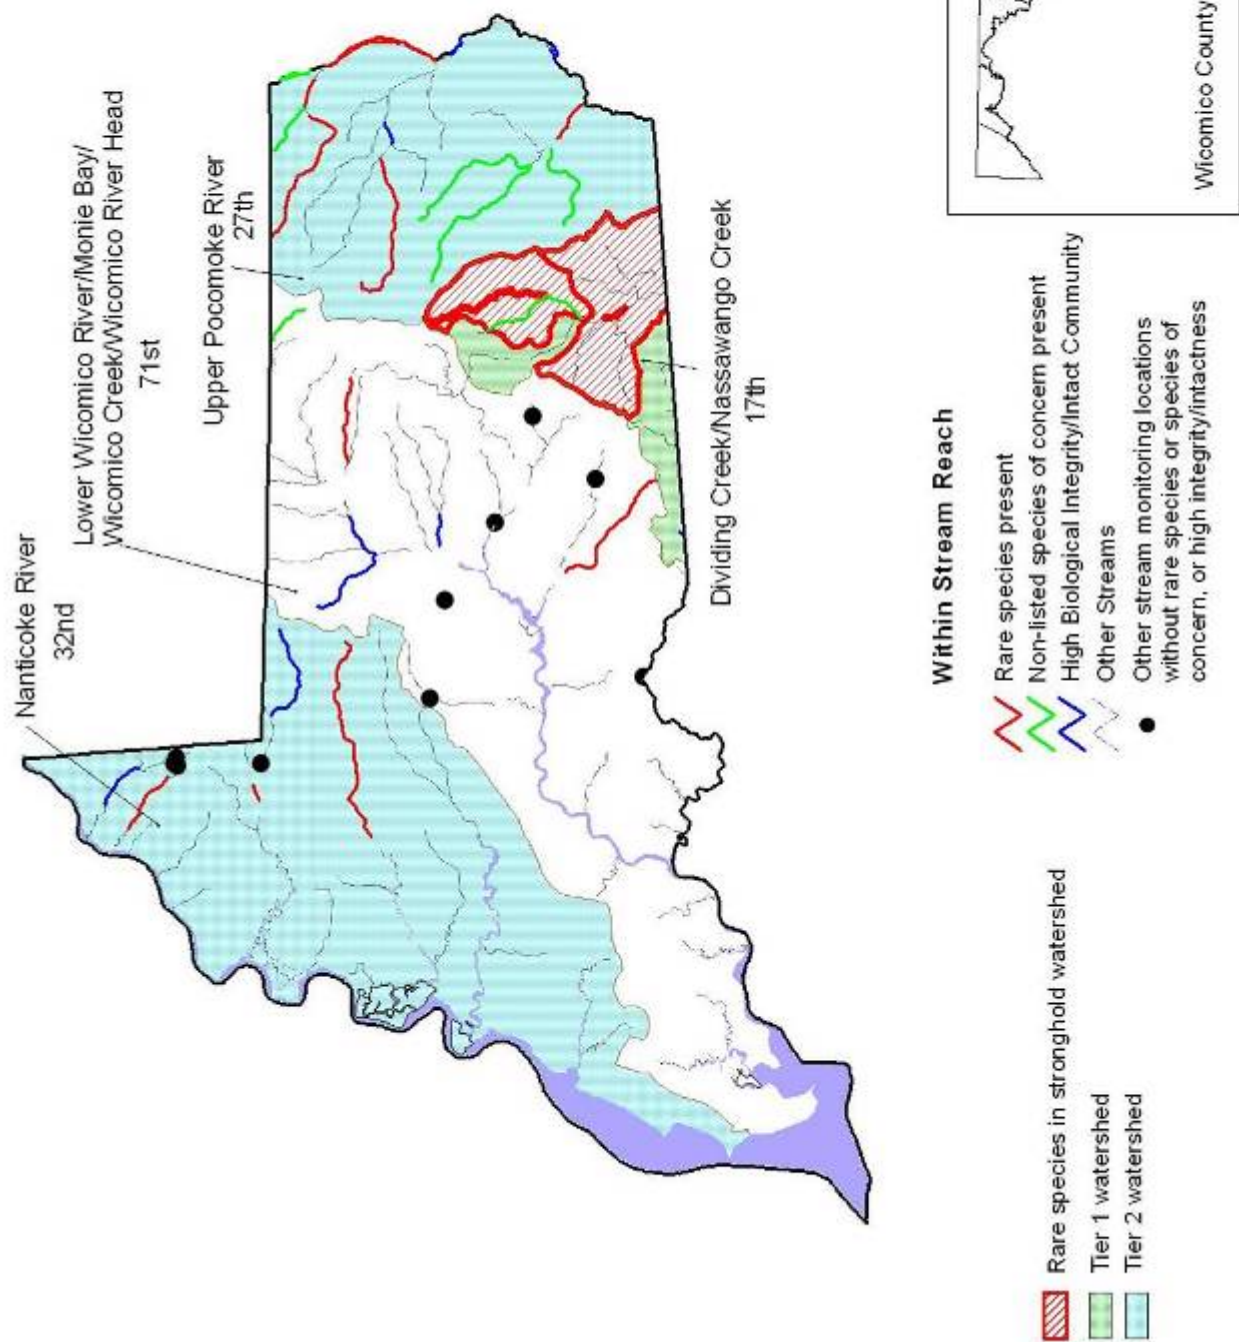 Nanticoke River
32nd
Lower Wicomico River/Monie Bay/
Wicomico Creek/Wicomico River Head
71st
Upper Pocomoke River
27th
Dividing Creek/Nassawango Creek
17th
Rare species in stronghold watershed
Tier 1 watershed
Tier 2 watershed
Within Stream Reach
Rare species present
Non-listed species of concern present
High Biological Integrity/Intact Community
Other Streams
Other stream monitoring locations
without rare species or species of
concern, or high integrity/intactness
Wicomico County